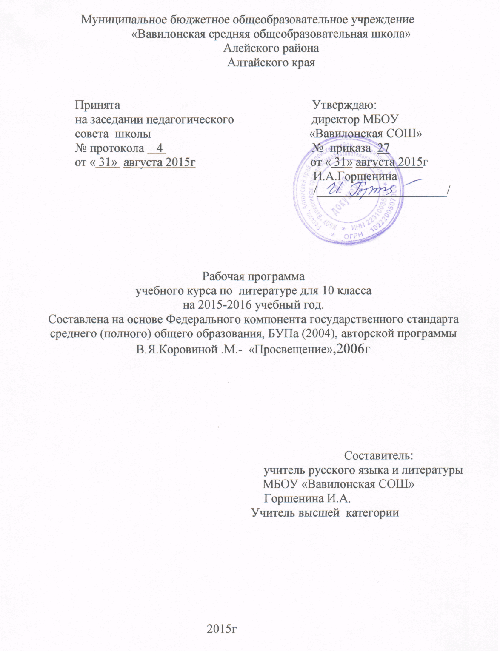 Муниципальное бюджетное общеобразовательное учреждение
«Вавилонская средняя общеобразовательная школа»
Алейского района
Алтайского края
Принята
на заседании педагогического
совета школы
№ протокола 4
от « 31» августа 2015г
Утверждаю:
директор МБОУ
«Вавилонская СОШ»
№ приказа 27
от « 31» августа 2015г
И.А.Горшенина
/ /
Рабочая программа
учебного курса по литературе для 10 класса
на 2015-2016 учебный год.
Составлена на основе Федерального компонента государственного стандарта
среднего (полного) общего образования, БУПа (2004), авторской программы
В.Я.Коровиной .М.- «Просвещение»,2006г
Составитель:
учитель русского языка и литературы
МБОУ «Вавилонская СОШ»
Горшенина И.А.
Учитель высшей категории
2015г